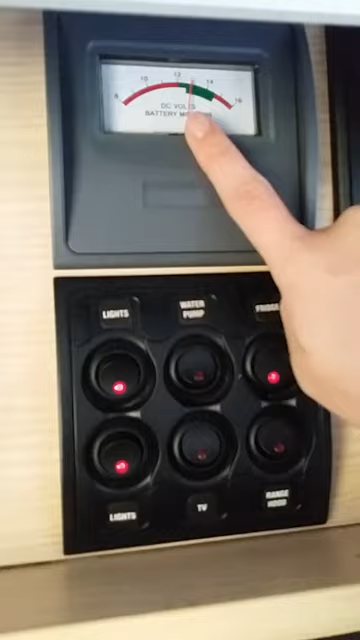 8 10 12 14 16
DC VOLTS
BATTERY
LIGHTS
WATER
PUMP
FRIDGE
LIGHTS
TV
RANGE
HOOD